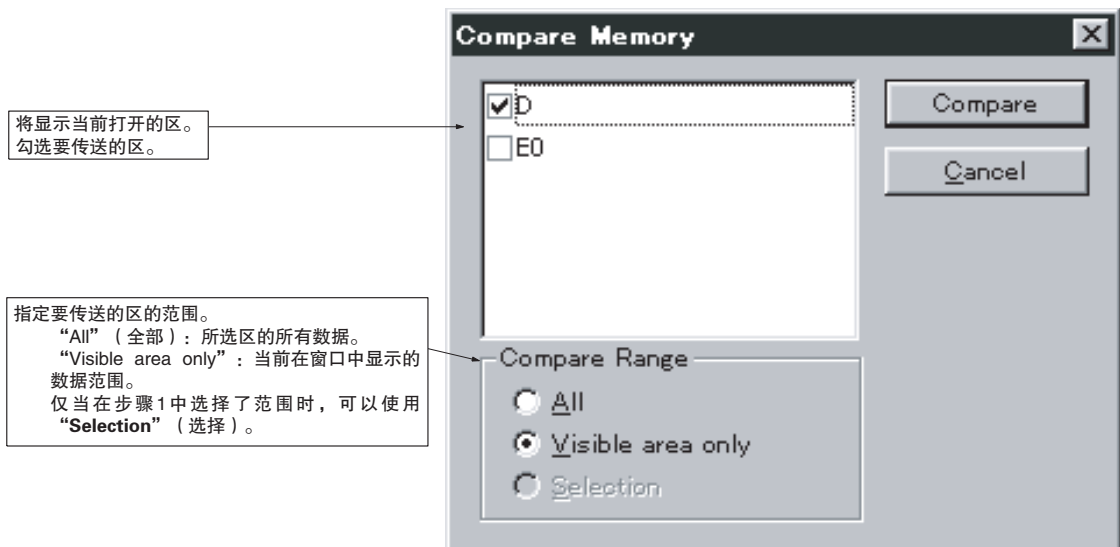 Compare Memory
将显示当前打开的区。
勾选要传送的区。
D
E0
Compare
Cancel
指定要传送的区的范围。
“All”（全部）: 所选区的所有数据。
“Visible area only”: 当前在窗口中显示的
数据范围。
仅当在步骤1中选择了范围时，可以使用
“Selection”（选择）。
Compare Range
All
Visible area only
Selection